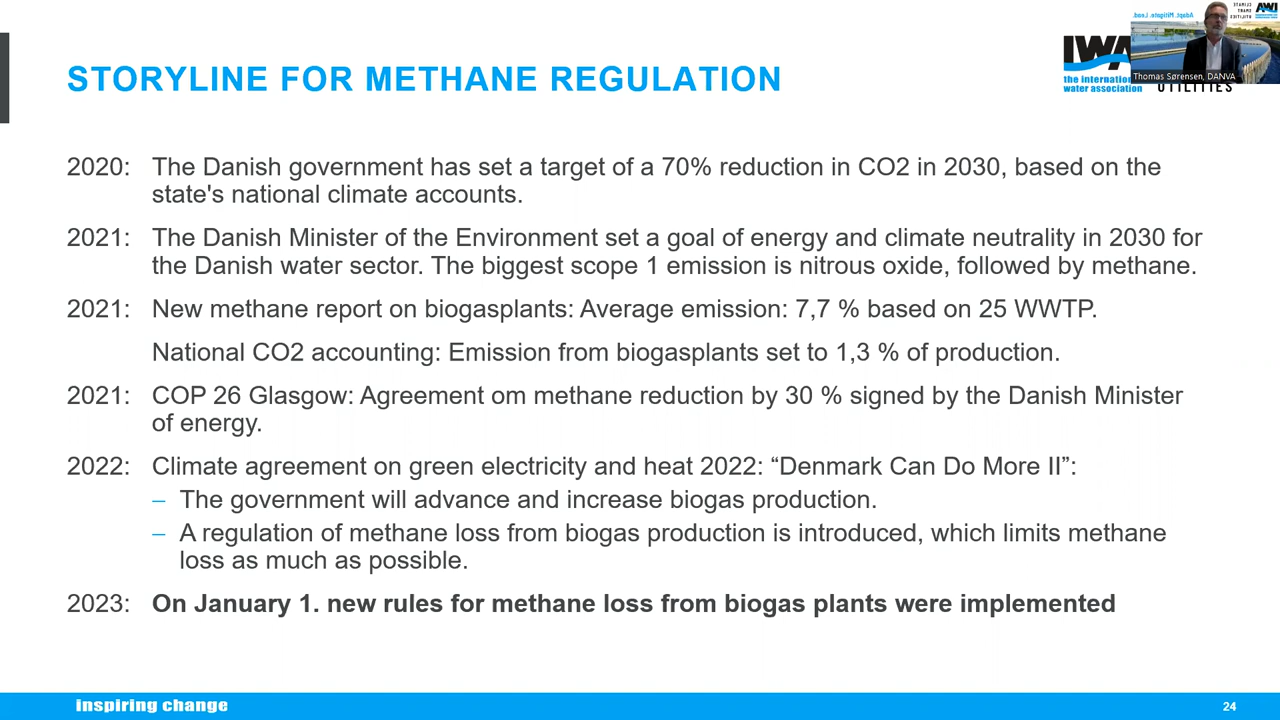 STORYLINE FOR METHANE REGULATION
IWA
the internatio
water association
UTILITIES
Adapt. Mitigate. Lead.
CLIMATE
SMART
UTILITIES
AWI
Thomas Sørensen, DANVA
2020: The Danish government has set a target of a 70% reduction in CO2 in 2030, based on the
state's national climate accounts.
2021: The Danish Minister of the Environment set a goal of energy and climate neutrality in 2030 for
the Danish water sector. The biggest scope 1 emission is nitrous oxide, followed by methane.
2021: New methane report on biogasplants: Average emission: 7,7 % based on 25 WWTP.
National CO2 accounting: Emission from biogasplants set to 1,3 % of production.
2021: COP 26 Glasgow: Agreement om methane reduction by 30 % signed by the Danish Minister
of energy.
2022: Climate agreement on green electricity and heat 2022: “Denmark Can Do More II”:
– The government will advance and increase biogas production.
– A regulation of methane loss from biogas production is introduced, which limits methane
loss as much as possible.
2023: On January 1. new rules for methane loss from biogas plants were implemented
inspiring change
24